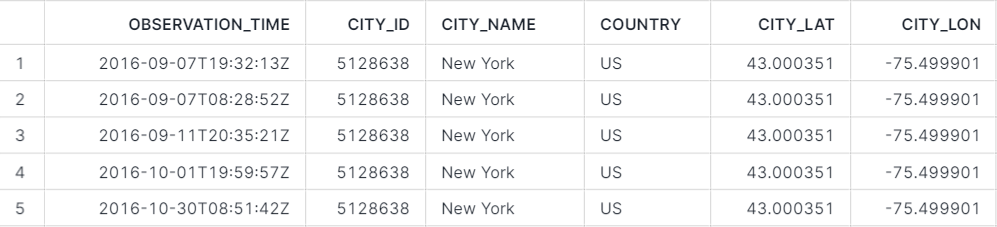 OBSERVATION_TIME CITY_ID CITY_NAME COUNTRY CITY_LAT CITY_LON
1 2016-09-07T19:32:13Z 5128638 New York US 43.000351 -75.499901
2 2016-09-07T08:28:52Z 5128638 New York US 43.000351 -75.499901
3 2016-09-11T20:35:21Z 5128638 New York US 43.000351 -75.499901
4 2016-10-01T19:59:57Z 5128638 New York US 43.000351 -75.499901
5 2016-10-30T08:51:42Z 5128638 New York US 43.000351 -75.499901